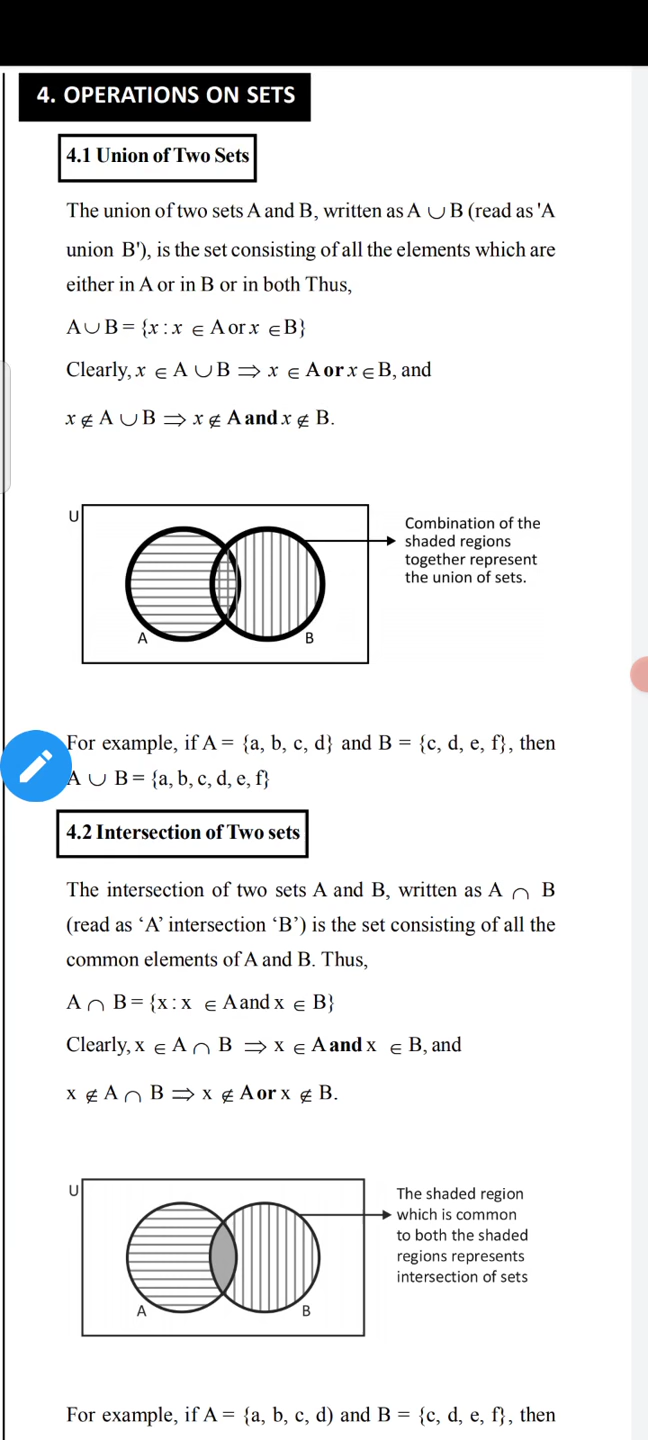 4. OPERATIONS ON SETS
4.1 Union of Two Sets
The union of two sets A and B, written as A ∪ B (read as 'A
union B'), is the set consisting of all the elements which are
either in A or in B or in both Thus,
A ∪ B = {x : x ∈ A or x ∈ B}
Clearly, x ∈ A ∪ B ⇒ x ∈ A or x ∈ B, and
x ∉ A ∪ B ⇒ x ∉ A and x ∉ B.
U
Combination of the
shaded regions
together represent
the union of sets.
A
B
For example, if A = {a, b, c, d} and B = {c, d, e, f}, then
A ∪ B = {a, b, c, d, e, f}
4.2 Intersection of Two sets
The intersection of two sets A and B, written as A ∩ B
(read as ‘A’ intersection ‘B’) is the set consisting of all the
common elements of A and B. Thus,
A ∩ B = {x : x ∈ A and x ∈ B}
Clearly, x ∈ A ∩ B ⇒ x ∈ A and x ∈ B, and
x ∉ A ∩ B ⇒ x ∉ A or x ∉ B.
U
The shaded region
which is common
to both the shaded
regions represents
intersection of sets
A
B
For example, if A = {a, b, c, d) and B = {c, d, e, f}, then